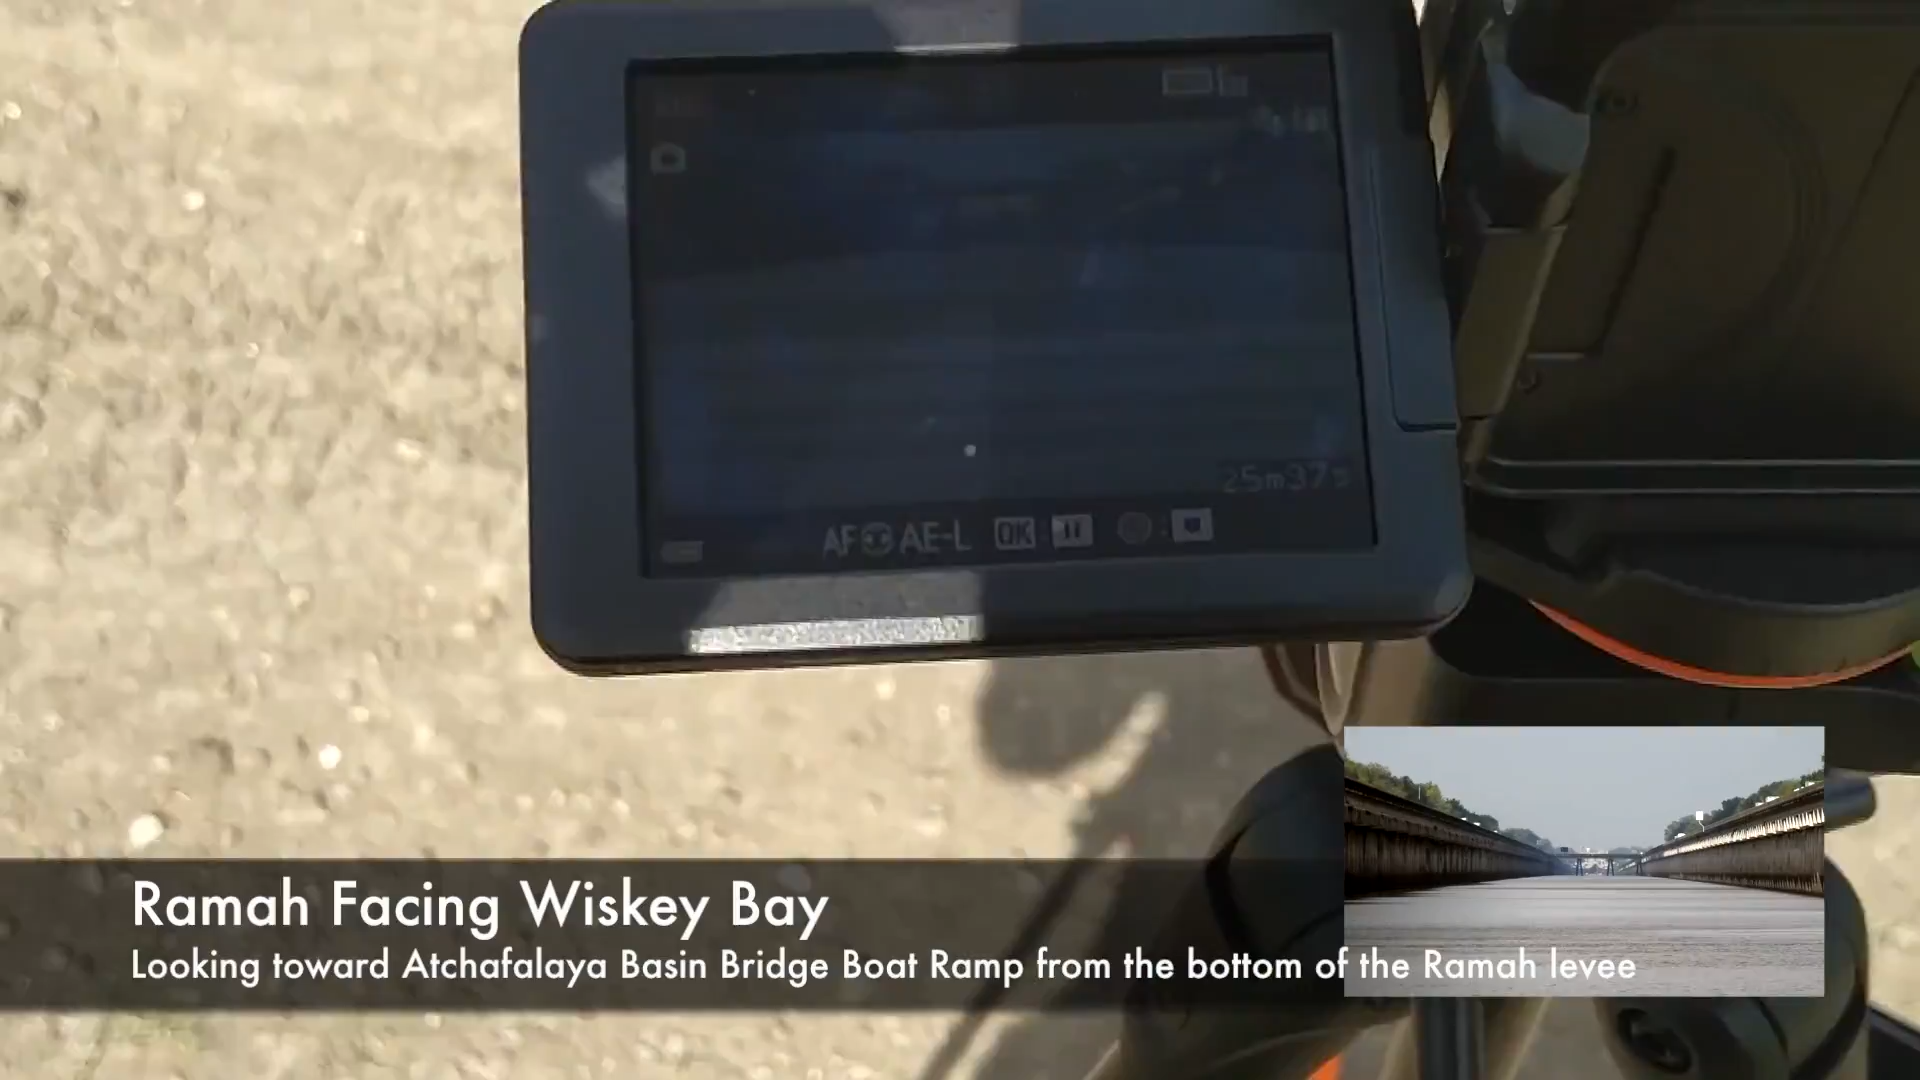 25m37s
AF AE-L OK
Ramah Facing Wiskey Bay
Looking toward Atchafalaya Basin Bridge Boat Ramp from the bottom of the Ramah levee